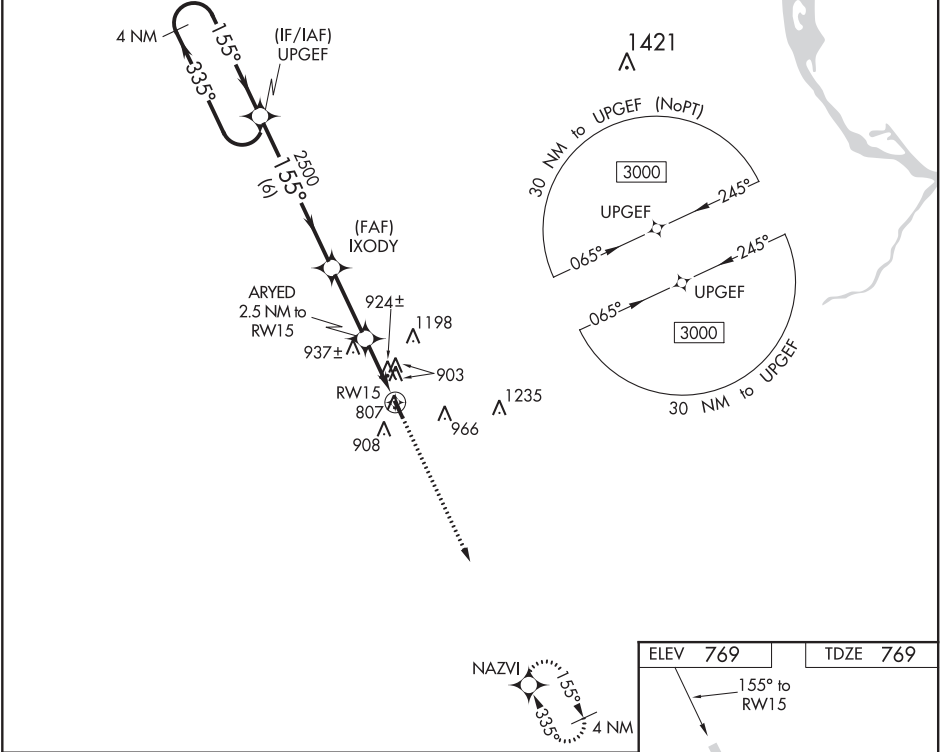 4 NM
155°
335°
(IF/IAF)
UPGEF
1421
2500
155°
(6)
30 NM to UPGEF (NoPT)
3000
UPGEF
245°
065°
245°
065°
UPGEF
3000
30 NM to UPGEF
(FAF)
IXODY
ARYED
2.5 NM to
RW15
924±
1198
937±
903
RW15
807
1235
966
908
NAZVI
155°
335°
4 NM
ELEV 769
TDZE 769
155° to
RW15